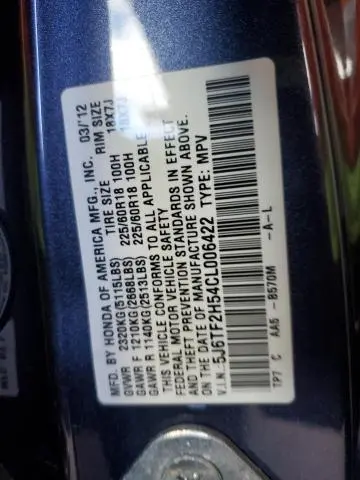 MFD. BY HONDA OF AMERICA MFG., INC. 03/'12
TIRE SIZE RIM SIZE
GVWR 2320KG(5115LBS) 225/60R18 100H 18X7J
GAWR F 1210KG(2668LBS) 225/60R18 100H 18X7J
GAWR R 1140KG(2513LBS)
THIS VEHICLE CONFORMS TO ALL APPLICABLE
FEDERAL MOTOR VEHICLE SAFETY STANDARDS AND
THEFT PREVENTION STANDARDS IN EFFECT
ON THE DATE OF MANUFACTURE SHOWN ABOVE.
V.I.N.: 5J6TF2H54CL006422 TYPE: MPV
TP7 C AA5 -B570M -A-L